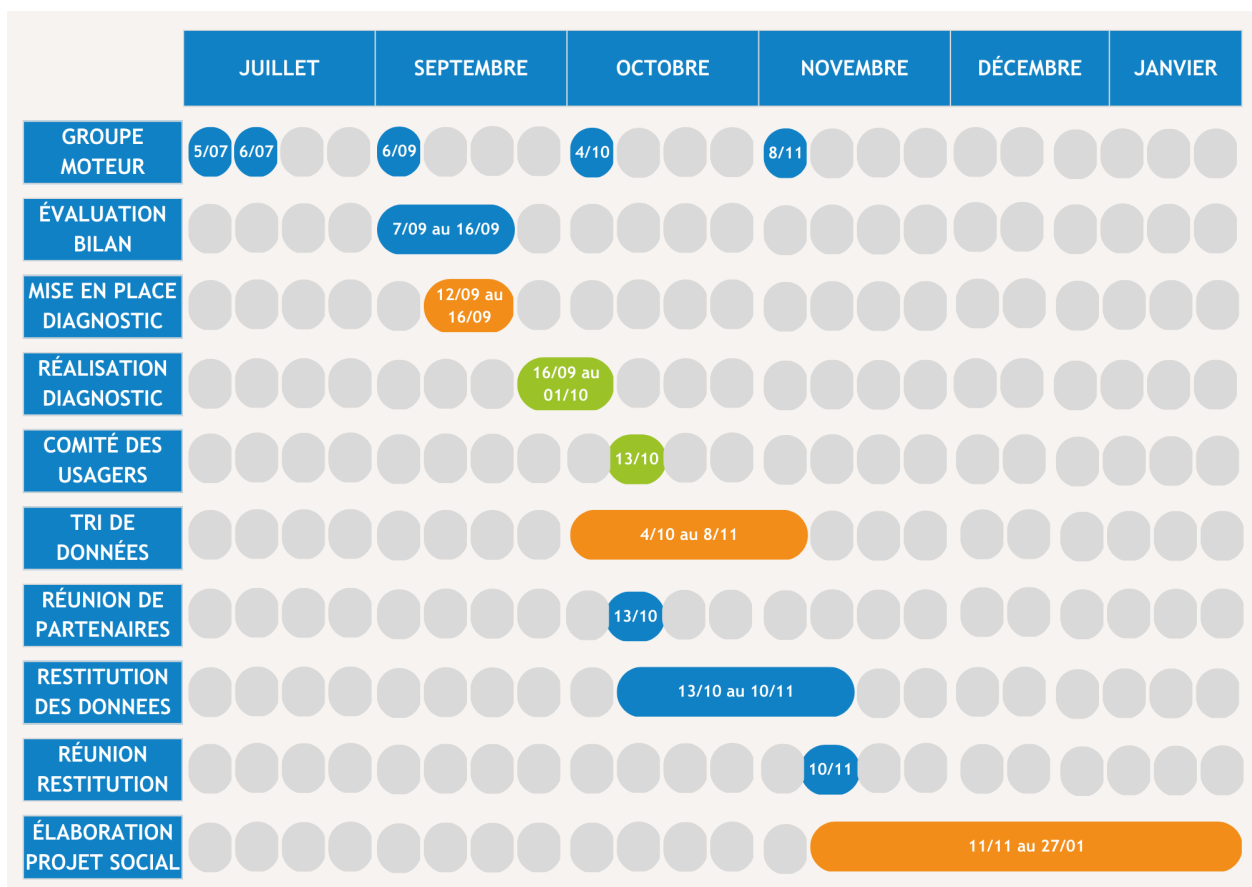 JUILLET SEPTEMBRE OCTOBRE NOVEMBRE DÉCEMBRE JANVIER
GROUPE
MOTEUR
5/07 6/07 6/09 4/10 8/11
ÉVALUATION
BILAN
7/09 au 16/09
MISE EN PLACE
DIAGNOSTIC
12/09 au
16/09
RÉALISATION
DIAGNOSTIC
16/09 au
01/10
COMITÉ DES
USAGERS
13/10
TRI DE
DONNÉES
4/10 au 8/11
RÉUNION DE
PARTENAIRES
13/10
RESTITUTION
DES DONNEES
13/10 au 10/11
RÉUNION
RESTITUTION
10/11
ÉLABORATION
PROJET SOCIAL
11/11 au 27/01